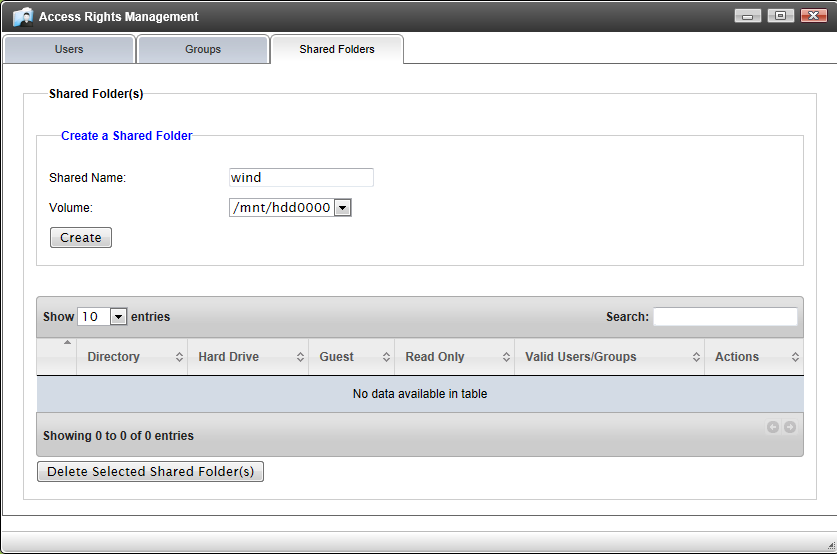 Access Rights Management
Users Groups Shared Folders
Shared Folder(s)
Create a Shared Folder
Shared Name: wind
Volume: /mnt/hdd0000
Create
Show 10 entries Search:
Directory Hard Drive Guest Read Only Valid Users/Groups Actions
No data available in table
Showing 0 to 0 of 0 entries
Delete Selected Shared Folder(s)